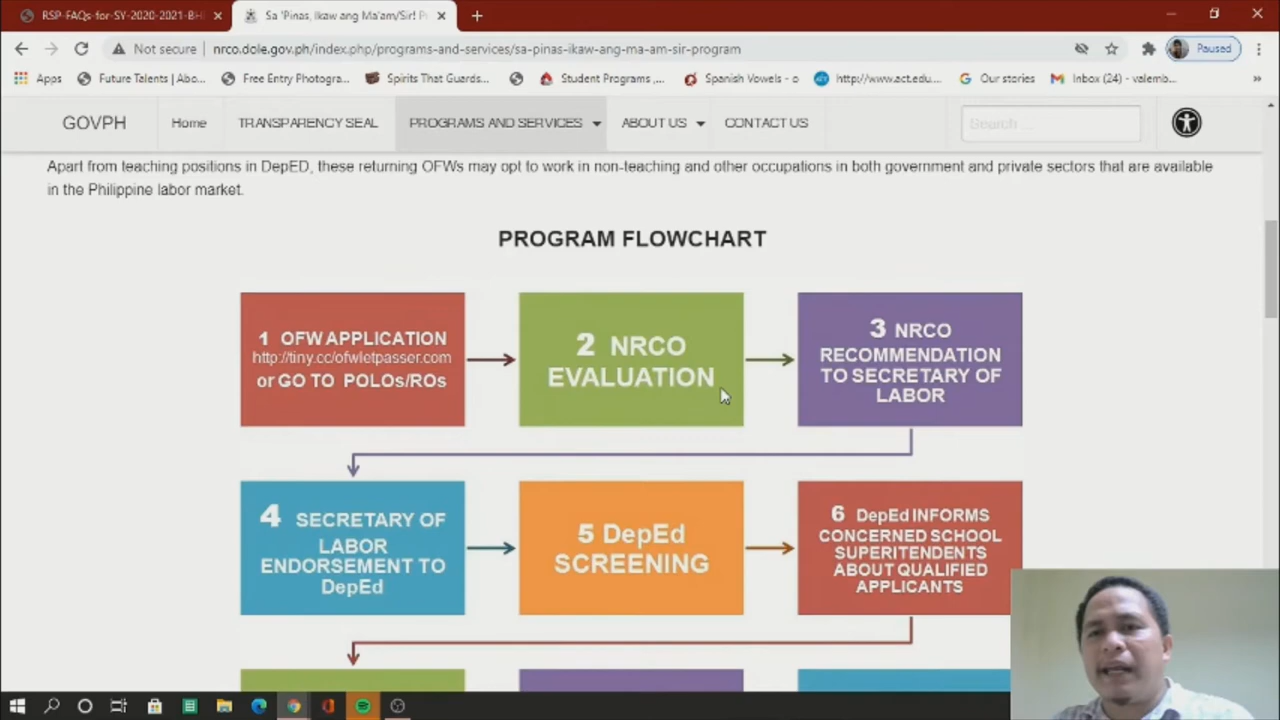 RSP-FAQs-for-SY-2020-2021-BH
Sa 'Pinas, Ikaw ang Ma'am/Sir! P
Not secure
nrco.dole.gov.ph/index.php/programs-and-services/sa-pinas-ikaw-ang-ma-am-sir-program
Paused
Apps
Future Talents | Abo...
Free Entry Photogra...
Spirits That Guards...
Student Programs ,...
Spanish Vowels - o
http://www.act.edu....
Our stories
Inbox (24) - valemb...
GOVPH
Home
TRANSPARENCY SEAL
PROGRAMS AND SERVICES
ABOUT US
CONTACT US
Search ...
Apart from teaching positions in DepED, these returning OFWs may opt to work in non-teaching and other occupations in both government and private sectors that are available
in the Philippine labor market.
PROGRAM FLOWCHART
1 OFW APPLICATION
http://tiny.cc/ofwletpasser.com
or GO TO POLOs/ROs
2 NRCO
EVALUATION
3 NRCO
RECOMMENDATION
TO SECRETARY OF
LABOR
4 SECRETARY OF
LABOR
ENDORSEMENT TO
DepEd
5 DepEd
SCREENING
6 DepEd INFORMS
CONCERNED SCHOOL
SUPERITENDENTS
ABOUT QUALIFIED
APPLICANTS